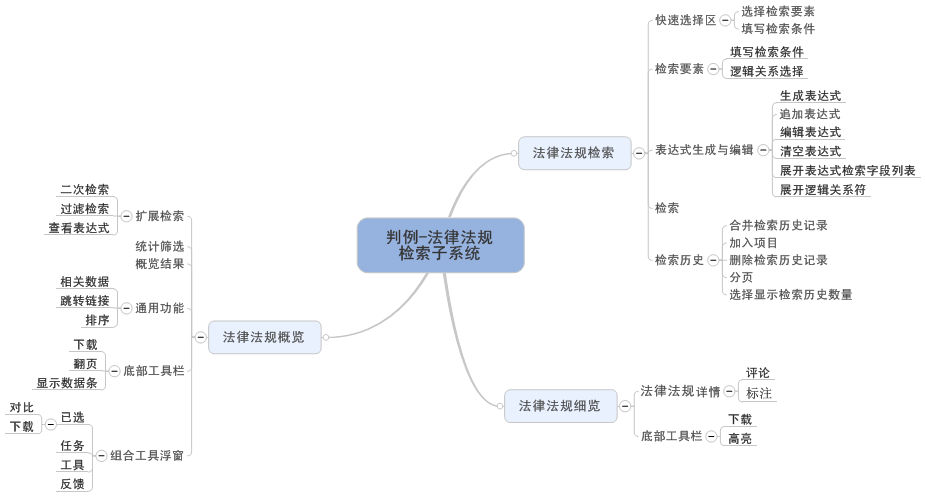 判例-法律法规
检索子系统
法律法规检索
快速选择区
选择检索要素
填写检索条件
检索要素
填写检索条件
逻辑关系选择
表达式生成与编辑
生成表达式
追加表达式
编辑表达式
清空表达式
展开表达式检索字段列表
展开逻辑关系符
检索
检索历史
合并检索历史记录
加入项目
删除检索历史记录
分页
选择显示检索历史数量
法律法规细览
法律法规详情
评论
标注
底部工具栏
下载
高亮
法律法规概览
扩展检索
二次检索
过滤检索
查看表达式
统计筛选
概览结果
通用功能
相关数据
跳转链接
排序
底部工具栏
下载
翻页
显示数据条
组合工具浮窗
已选
对比
下载
任务
工具
反馈